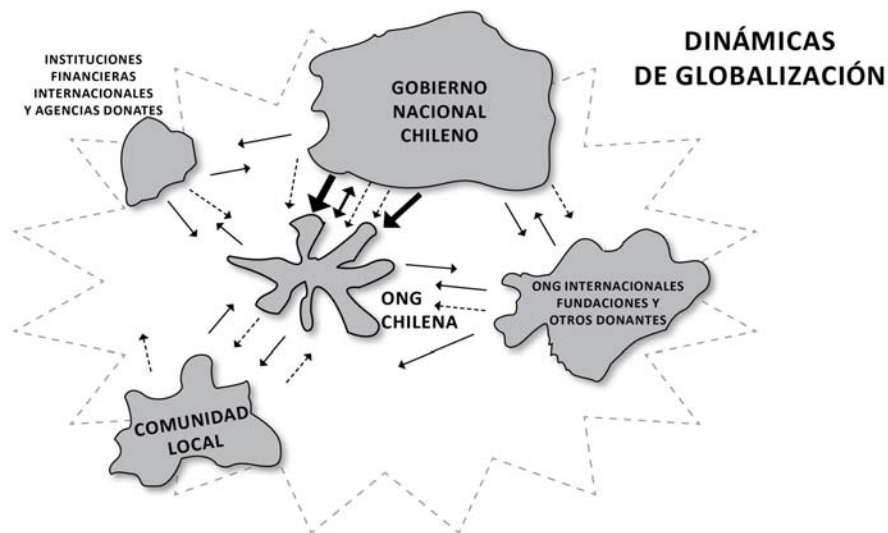 DINÁMICAS
DE GLOBALIZACIÓN
INSTITUCIONES
FINANCIERAS
INTERNACIONALES
Y AGENCIAS DONATES
GOBIERNO
NACIONAL
CHILENO
ONG
CHILENA
ONG INTERNACIONALES
FUNDACIONES Y
OTROS DONANTES
COMUNIDAD
LOCAL